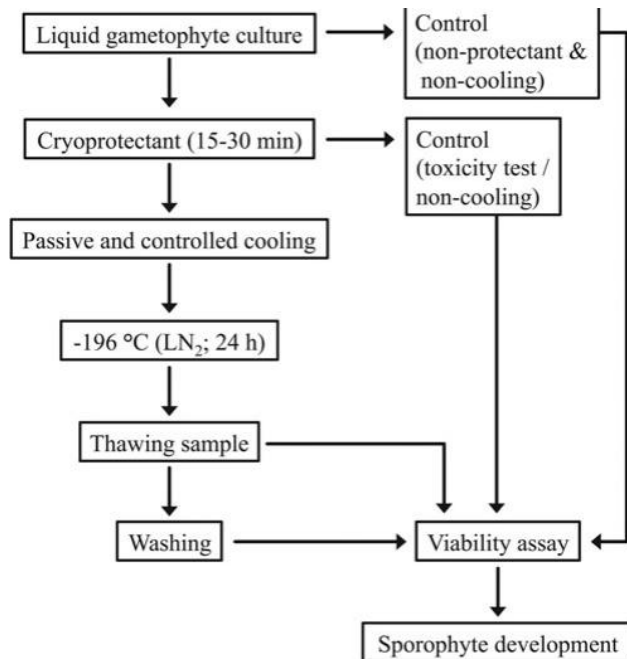 Liquid gametophyte culture
Control
(non-protectant &
non-cooling)
Cryoprotectant (15-30 min)
Control
(toxicity test /
non-cooling)
Passive and controlled cooling
-196 °C (LN₂; 24 h)
Thawing sample
Washing
Viability assay
Sporophyte development